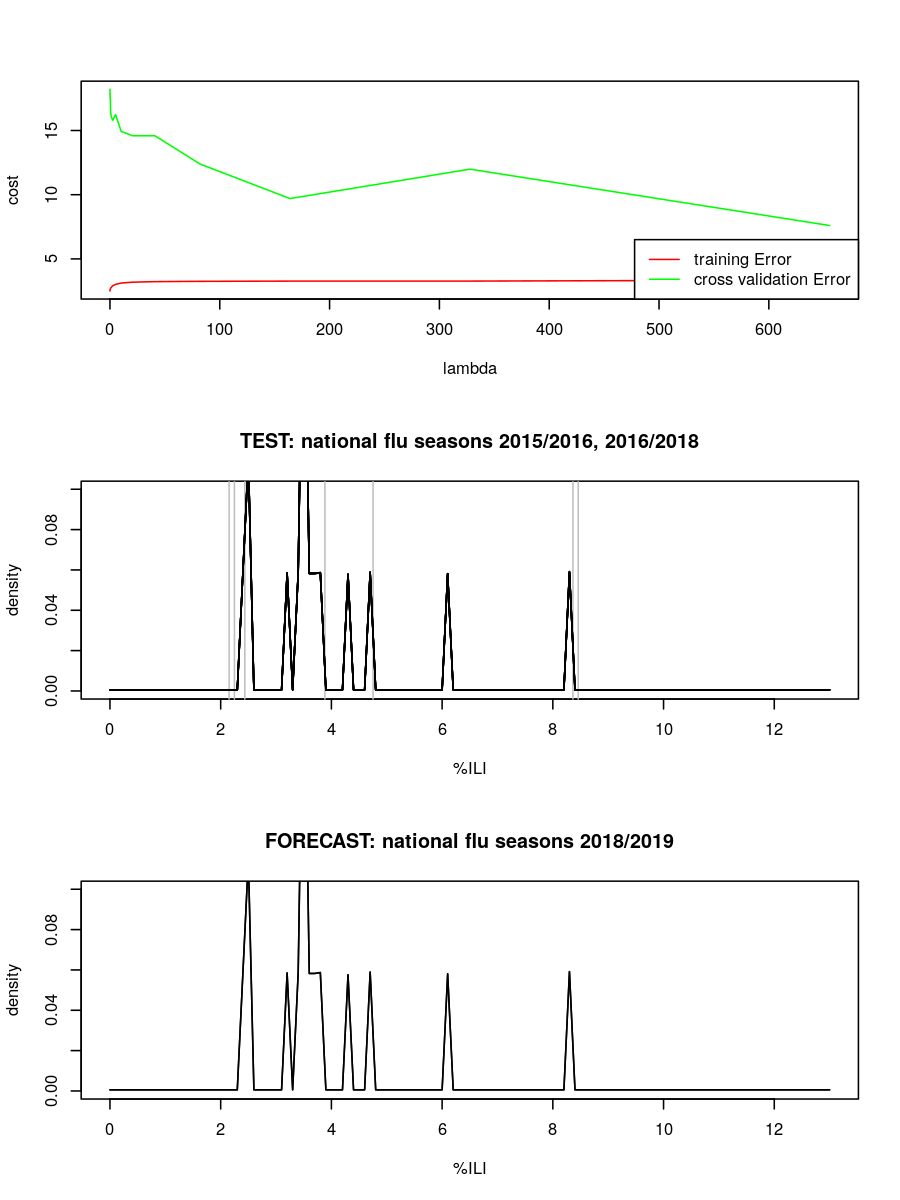 cost
5
10
15
training Error
cross validation Error
0 100 200 300 400 500 600
lambda
TEST: national flu seasons 2015/2016, 2016/2018
density
0.00
0.04
0.08
0 2 4 6 8 10 12
%ILI
FORECAST: national flu seasons 2018/2019
density
0.00
0.04
0.08
0 2 4 6 8 10 12
%ILI